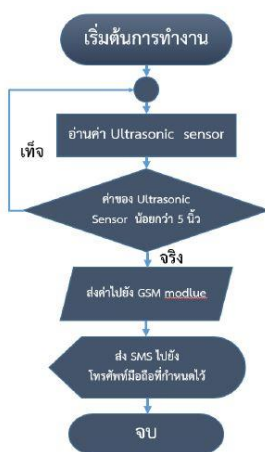 เริ่มต้นการทำงาน
อ่านค่า Ultrasonic sensor
เท็จ
ค่าของ Ultrasonic
Sensor น้อยกว่า 5 นิ้ว
จริง
ส่งค่าไปยัง GSM modlue
ส่ง SMS ไปยัง
โทรศัพท์มือถือที่กำหนดไว้
จบ